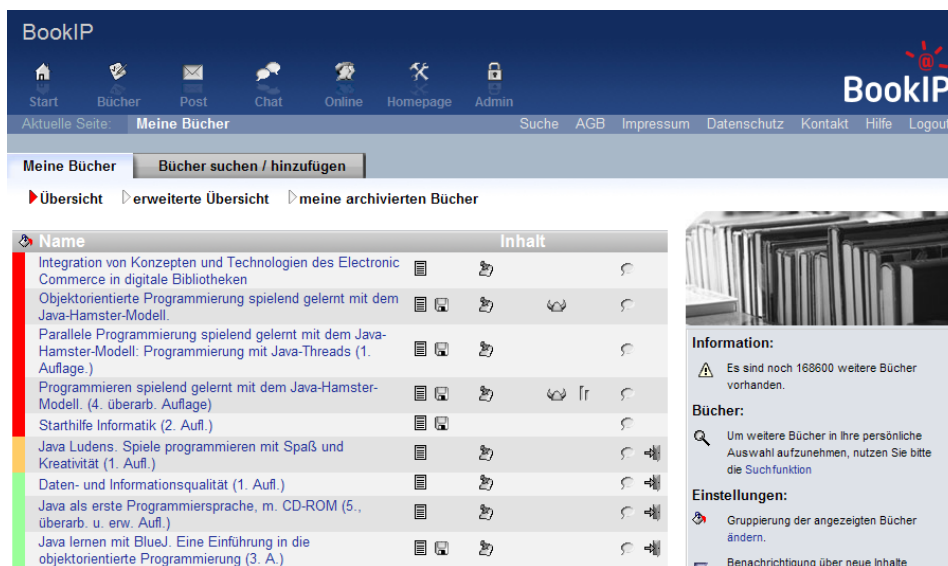 BookIP
Start Bücher Post Chat Online Homepage Admin
BookIP
Aktuelle Seite: Meine Bücher Suche AGB Impressum Datenschutz Kontakt Hilfe Logout
Meine Bücher Bücher suchen / hinzufügen
Übersicht erweiterte Übersicht meine archivierten Bücher
Name Inhalt
Integration von Konzepten und Technologien des Electronic
Commerce in digitale Bibliotheken
Objektorientierte Programmierung spielend gelernt mit dem
Java-Hamster-Modell.
Parallele Programmierung spielend gelernt mit dem Java-
Hamster-Modell: Programmierung mit Java-Threads (1.
Auflage.)
Programmieren spielend gelernt mit dem Java-Hamster-
Modell. (4. überarb. Auflage)
Starthilfe Informatik (2. Aufl.)
Java Ludens. Spiele programmieren mit Spaß und
Kreativität (1. Aufl.)
Daten- und Informationsqualität (1. Aufl.)
Java als erste Programmiersprache, m. CD-ROM (5.,
überarb. u. erw. Aufl.)
Java lernen mit BlueJ. Eine Einführung in die
objektorientierte Programmierung (3. A.)
Information:
Es sind noch 168600 weitere Bücher
vorhanden.
Bücher:
Um weitere Bücher in Ihre persönliche
Auswahl aufzunehmen, nutzen Sie bitte
die Suchfunktion
Einstellungen:
Gruppierung der angezeigten Bücher
ändern.
Benachrichtigung über neue Inhalte